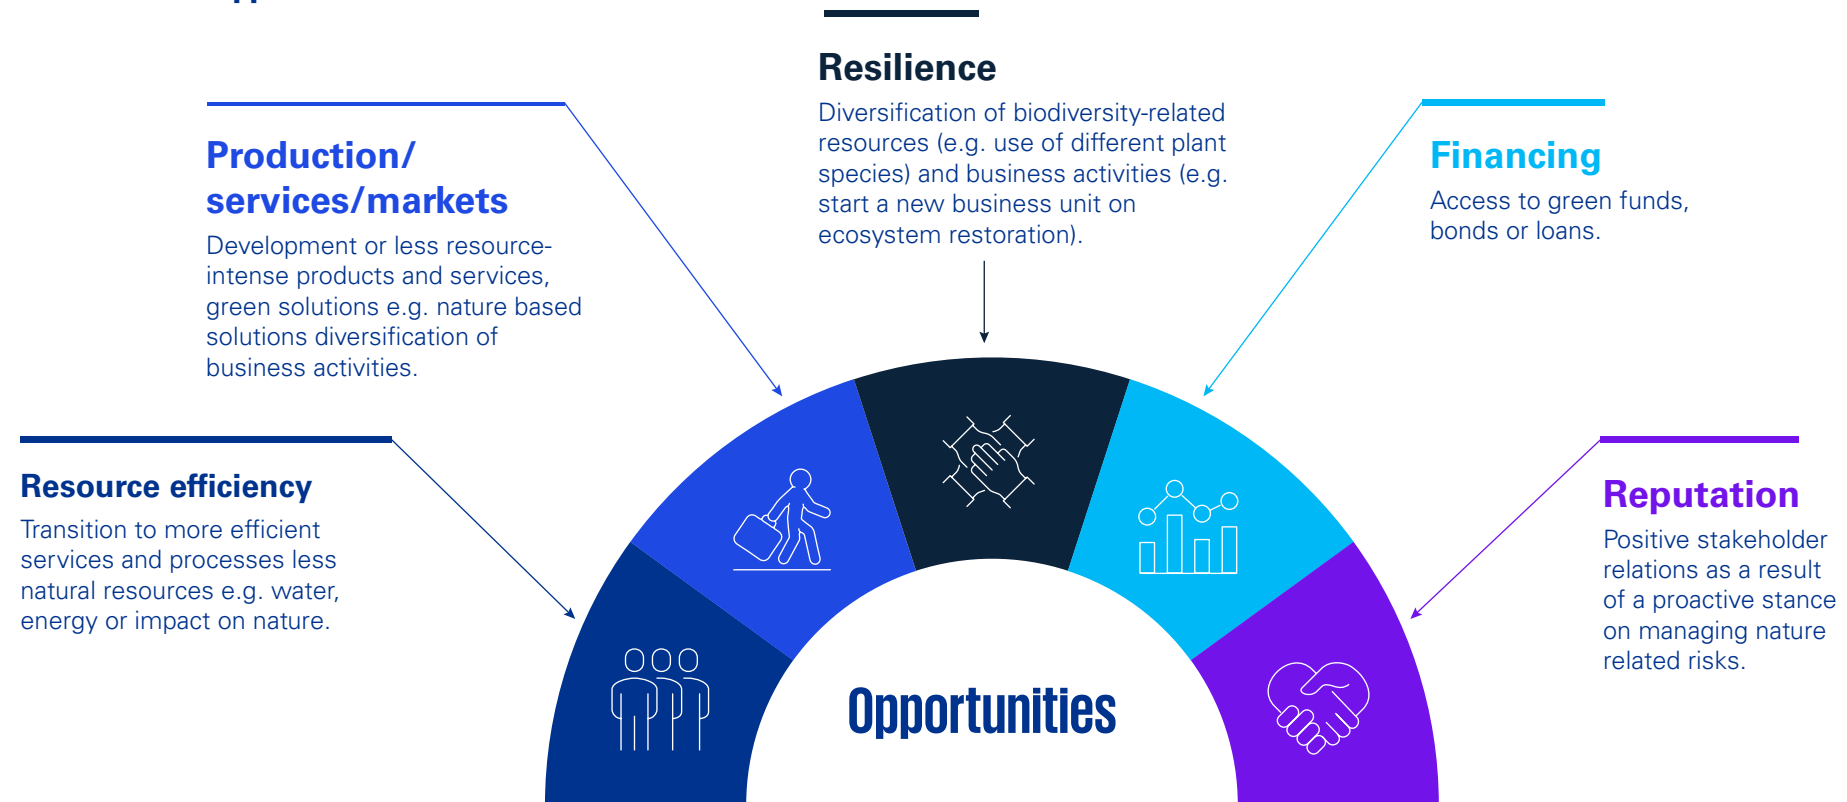 Resilience
Diversification of biodiversity-related
resources (e.g. use of different plant
species) and business activities (e.g.
start a new business unit on
ecosystem restoration).
Production/
services/markets
Development or less resource-
intense products and services,
green solutions e.g. nature based
solutions diversification of
business activities.
Financing
Access to green funds,
bonds or loans.
Resource efficiency
Transition to more efficient
services and processes less
natural resources e.g. water,
energy or impact on nature.
Reputation
Positive stakeholder
relations as a result
of a proactive stance
on managing nature
related risks.
Opportunities